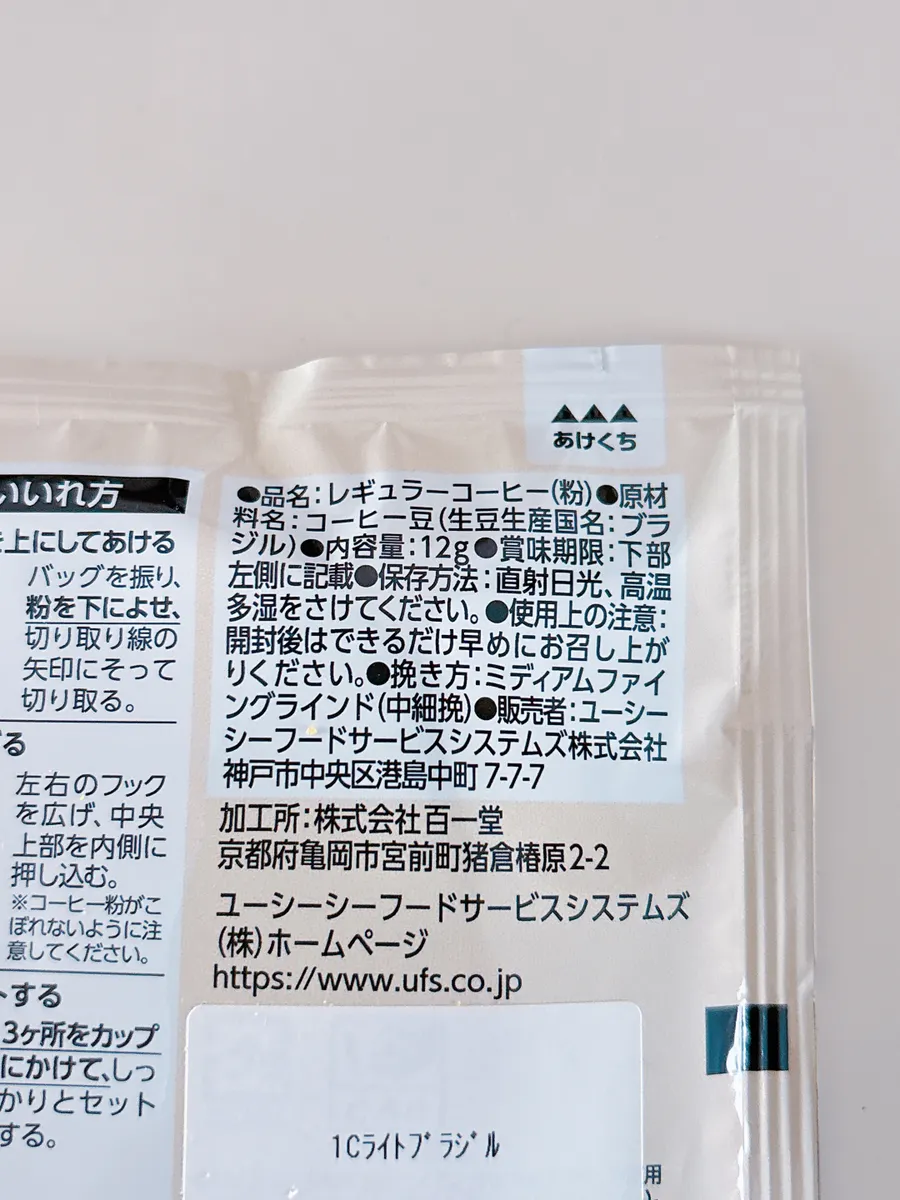 ▲▲▲
あけくち
いいれ方
上にしてあける
バッグを振り、
粉を下によせ、
切り取り線の
矢印にそって
切り取る。
る
左右のフック
を広げ、中央
上部を内側に
押し込む。
※コーヒー粉がこ
ぼれないように注
意してください。
トする
3ヶ所をカップ
にかけて、しっ
かりとセット
する。
●品名:レギュラーコーヒー(粉)●原材
料名:コーヒー豆(生豆生産国名:ブラ
ジル)●内容量:12g●賞味期限:下部
左側に記載●保存方法:直射日光、高温
多湿をさけてください。●使用上の注意:
開封後はできるだけ早めにお召し上が
りください。●挽き方:ミディアムファイ
ングラインド(中細挽)●販売者:ユーシー
シーフードサービスシステムズ株式会社
神戸市中央区港島中町7-7-7
加工所:株式会社百一堂
京都府亀岡市宮前町猪倉椿原2-2
ユーシーシーフードサービスシステムズ
(株)ホームページ
https://www.ufs.co.jp
1Cライトブラジル
用